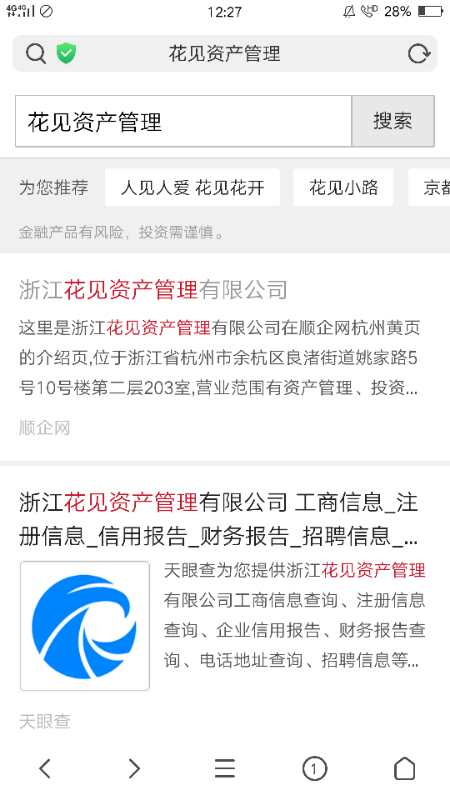 4G 4G
12:27
HD
28%
花见资产管理
花见资产管理
搜索
为您推荐
人见人爱 花见花开
花见小路
京都
金融产品有风险，投资需谨慎。
浙江花见资产管理有限公司
这里是浙江花见资产管理有限公司在顺企网杭州黄页
的介绍页,位于浙江省杭州市余杭区良渚街道姚家路5
号10号楼第二层203室,营业范围有资产管理、投资...
顺企网
浙江花见资产管理有限公司 工商信息_注
册信息_信用报告_财务报告_招聘信息_...
天眼查为您提供浙江花见资产管理
有限公司工商信息查询、注册信息
查询、企业信用报告、财务报告查
询、电话地址查询、招聘信息等...
天眼查
1